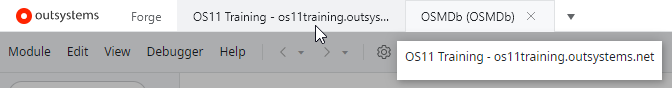 outsystems Forge OS11 Training - os11training.outsys... OSMDb (OSMDb)
Module Edit View Debugger Help
OS11 Training - os11training.outsystems.net